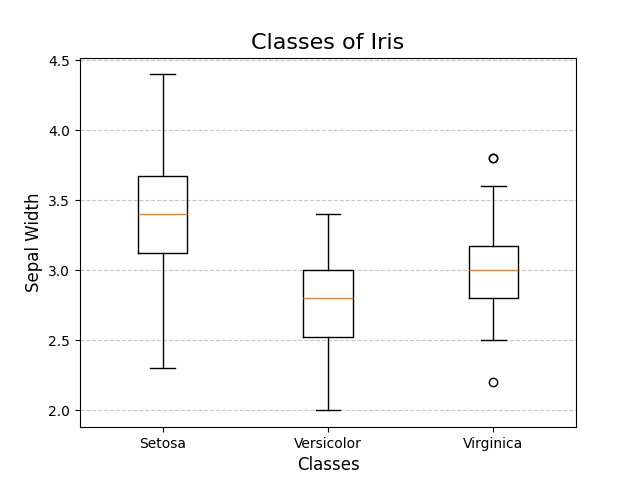 Classes of Iris
4.5
4.0
3.5
3.0
2.5
2.0
Sepal Width
Setosa Versicolor Virginica
Classes